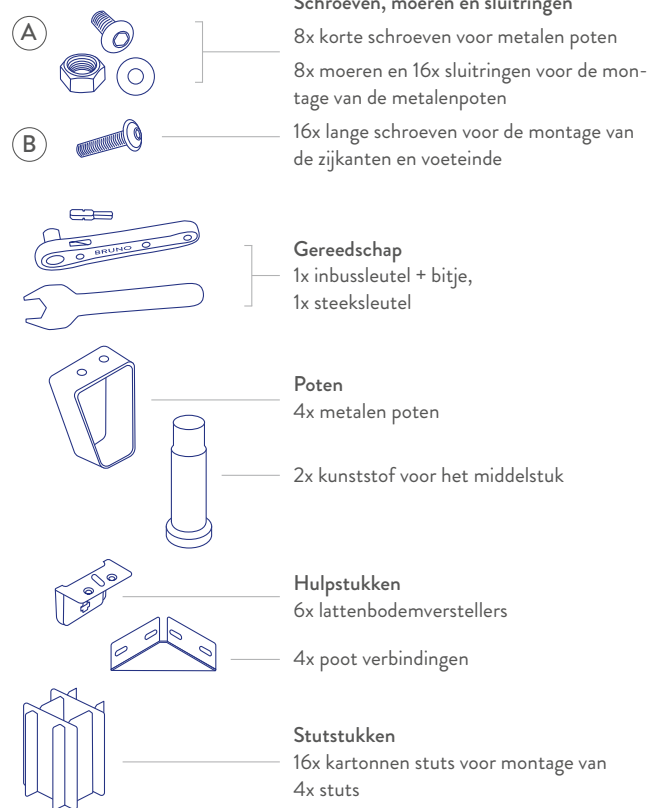 Schroeven, moeren en sluitringen
A
8x korte schroeven voor metalen poten
8x moeren en 16x sluitringen voor de mon-
tage van de metalenpoten
B
16x lange schroeven voor de montage van
de zijkanten en voeteinde
BRUNO
Gereedschap
1x inbussleutel + bitje,
1x steeksleutel
Poten
4x metalen poten
2x kunststof voor het middelstuk
Hulpstukken
6x lattenbodemverstellers
4x poot verbindingen
Stutstukken
16x kartonnen stuts voor montage van
4x stuts